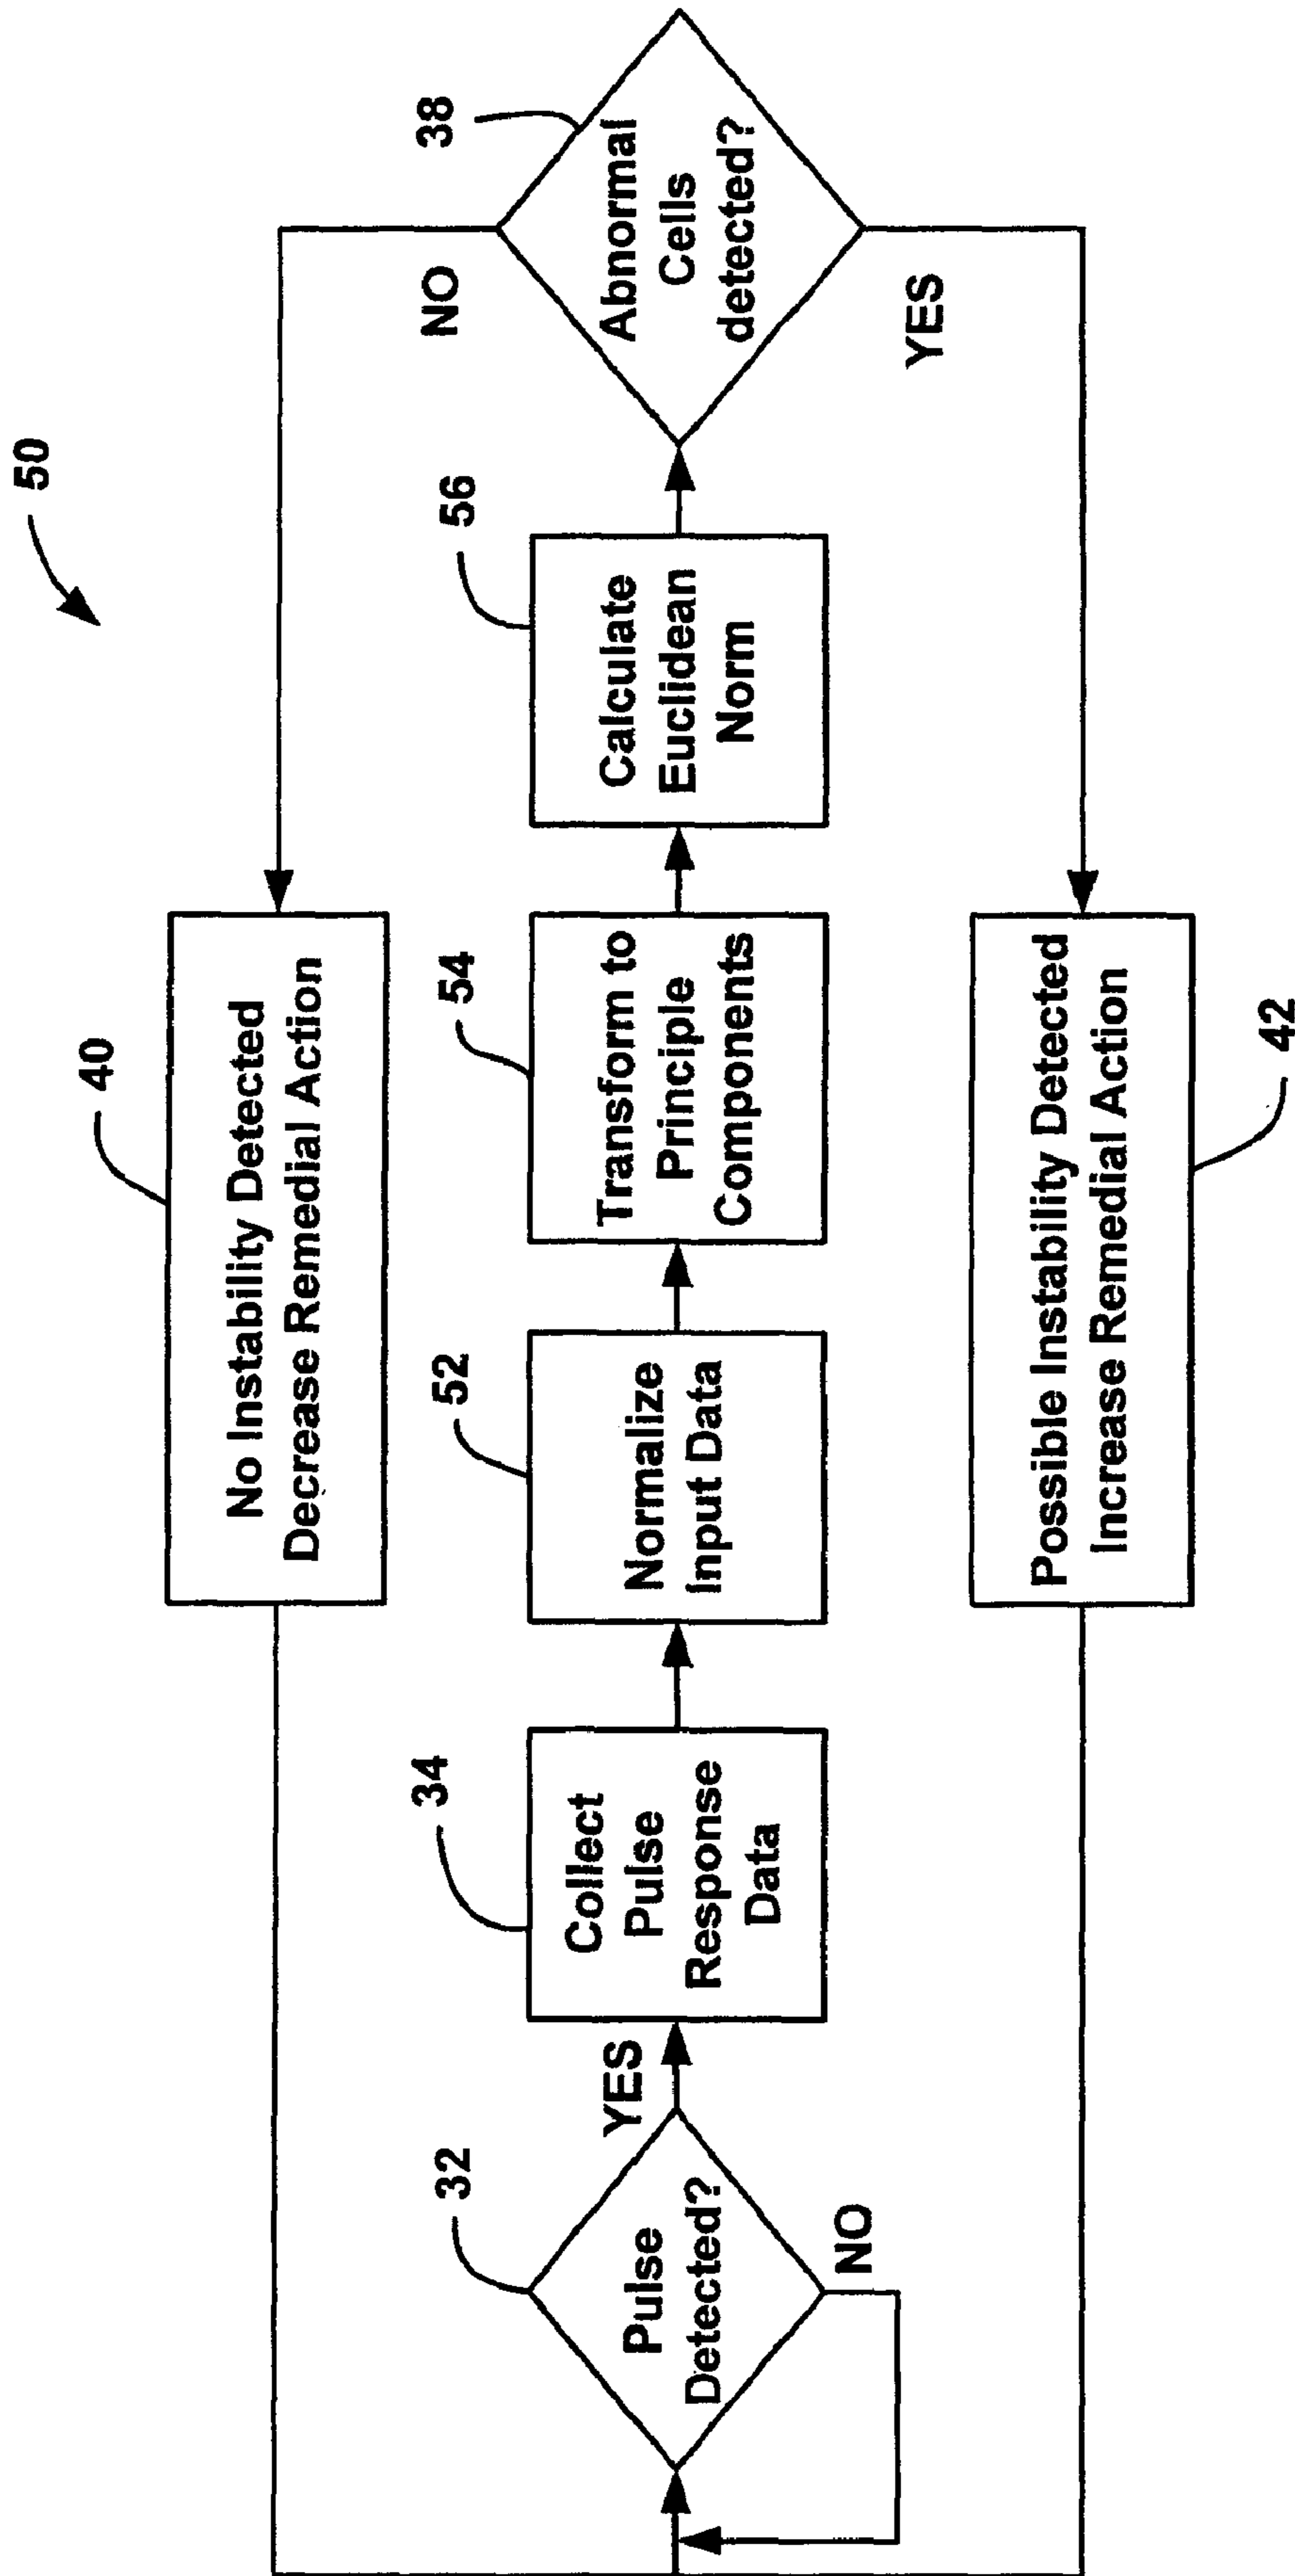 50
40
No Instability Detected
Decrease Remedial Action
32
Pulse
Detected?
YES
NO
34
Collect
Pulse
Response
Data
52
Normalize
Input Data
54
Transform to
Principle
Components
56
Calculate
Euclidean
Norm
38
Abnormal
Cells
detected?
NO
YES
Possible Instability Detected
Increase Remedial Action
42